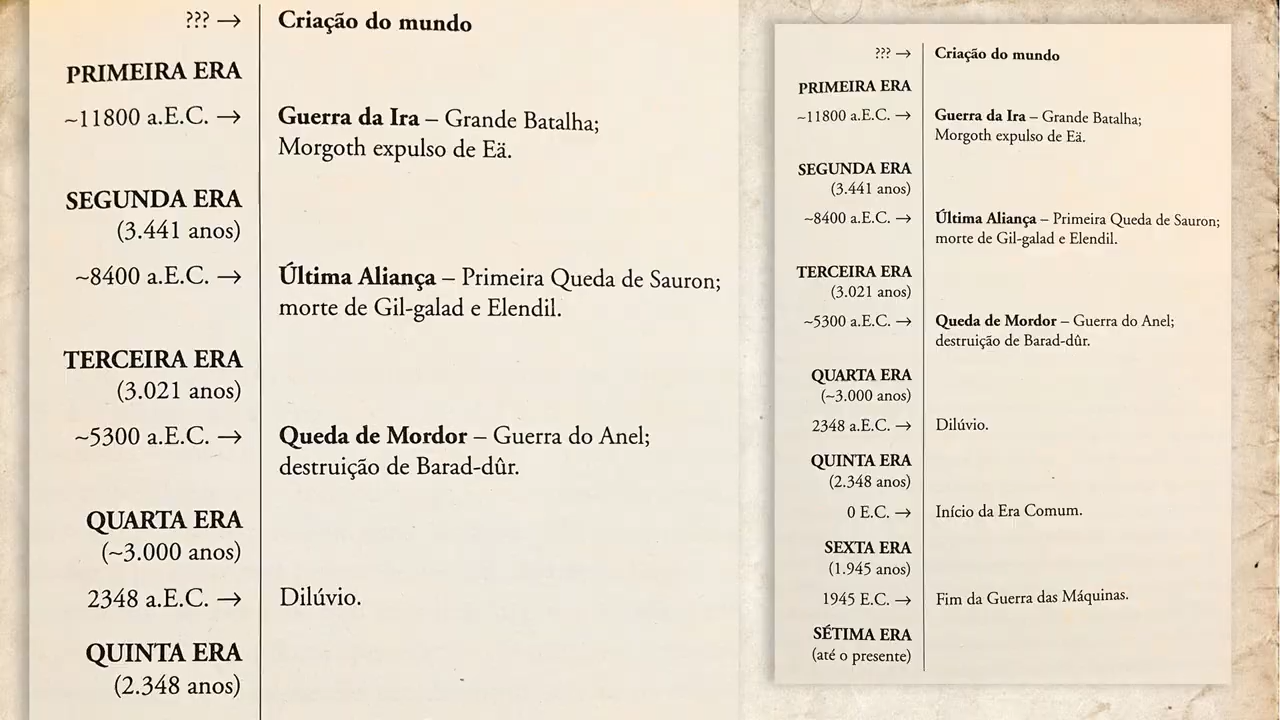 ??? → Criação do mundo
PRIMEIRA ERA
~11800 a.E.C. → Guerra da Ira – Grande Batalha;
Morgoth expulso de Eä.
SEGUNDA ERA
(3.441 anos)
~8400 a.E.C. → Última Aliança – Primeira Queda de Sauron;
morte de Gil-galad e Elendil.
TERCEIRA ERA
(3.021 anos)
~5300 a.E.C. → Queda de Mordor – Guerra do Anel;
destruição de Barad-dûr.
QUARTA ERA
(~3.000 anos)
2348 a.E.C. → Dilúvio.
QUINTA ERA
(2.348 anos)
??? → Criação do mundo
PRIMEIRA ERA
~11800 a.E.C. → Guerra da Ira – Grande Batalha;
Morgoth expulso de Eä.
SEGUNDA ERA
(3.441 anos)
~8400 a.E.C. → Última Aliança – Primeira Queda de Sauron;
morte de Gil-galad e Elendil.
TERCEIRA ERA
(3.021 anos)
~5300 a.E.C. → Queda de Mordor – Guerra do Anel;
destruição de Barad-dûr.
QUARTA ERA
(~3.000 anos)
2348 a.E.C. → Dilúvio.
QUINTA ERA
(2.348 anos)
0 E.C. → Início da Era Comum.
SEXTA ERA
(1.945 anos)
1945 E.C. → Fim da Guerra das Máquinas.
SÉTIMA ERA
(até o presente)